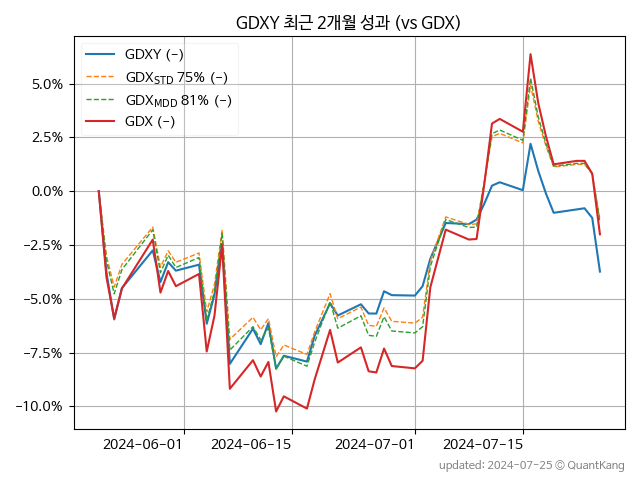 GDXY 최근 2개월 성과 (vs GDX)
GDXY (-)
GDX_STD 75% (-)
GDX_MDD 81% (-)
GDX (-)
5.0%
2.5%
0.0%
−2.5%
−5.0%
−7.5%
−10.0%
2024-06-01 2024-06-15 2024-07-01 2024-07-15
updated: 2024-07-25 © QuantKang